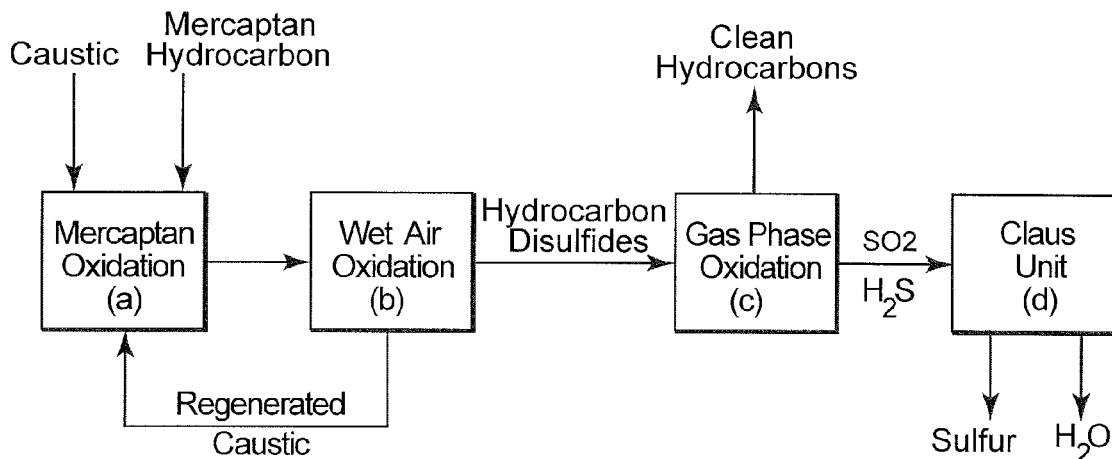 Caustic
Mercaptan
Hydrocarbon
Clean
Hydrocarbons
Mercaptan
Oxidation
(a)
Wet Air
Oxidation
(b)
Hydrocarbon
Disulfides
Gas Phase
Oxidation
(c)
SO2
H₂S
Claus
Unit
(d)
Regenerated
Caustic
Sulfur
H₂O